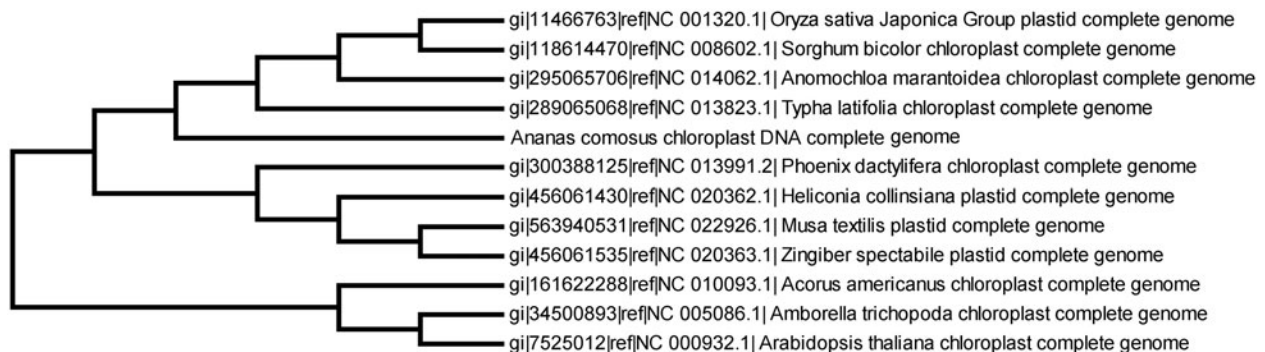 gi|11466763|ref|NC 001320.1| Oryza sativa Japonica Group plastid complete genome
gi|118614470|ref|NC 008602.1| Sorghum bicolor chloroplast complete genome
gi|295065706|ref|NC 014062.1| Anomochloa marantoidea chloroplast complete genome
gi|289065068|ref|NC 013823.1| Typha latifolia chloroplast complete genome
Ananas comosus chloroplast DNA complete genome
gi|300388125|ref|NC 013991.2| Phoenix dactylifera chloroplast complete genome
gi|456061430|ref|NC 020362.1| Heliconia collinsiana plastid complete genome
gi|563940531|ref|NC 022926.1| Musa textilis plastid complete genome
gi|456061535|ref|NC 020363.1| Zingiber spectabile plastid complete genome
gi|161622288|ref|NC 010093.1| Acorus americanus chloroplast complete genome
gi|34500893|ref|NC 005086.1| Amborella trichopoda chloroplast complete genome
gi|7525012|ref|NC 000932.1| Arabidopsis thaliana chloroplast complete genome